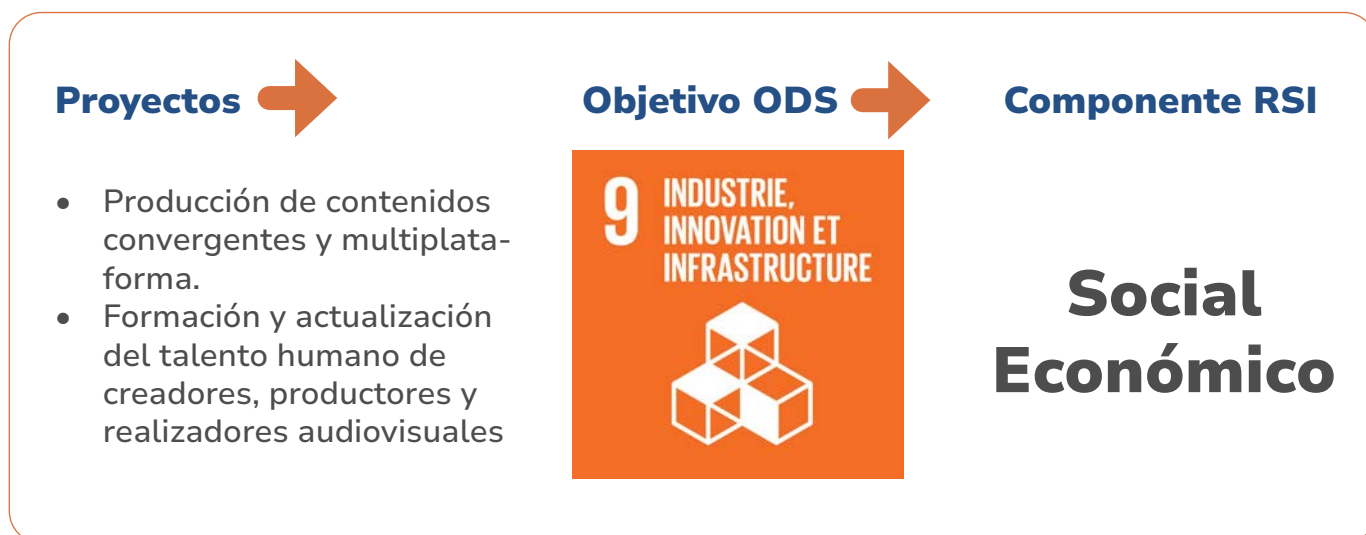 Proyectos
Objetivo ODS
Componente RSI
• Producción de contenidos
convergentes y multiplata-
forma.
• Formación y actualización
del talento humano de
creadores, productores y
realizadores audiovisuales
9 INDUSTRIE,
INNOVATION ET
INFRASTRUCTURE
Social
Económico